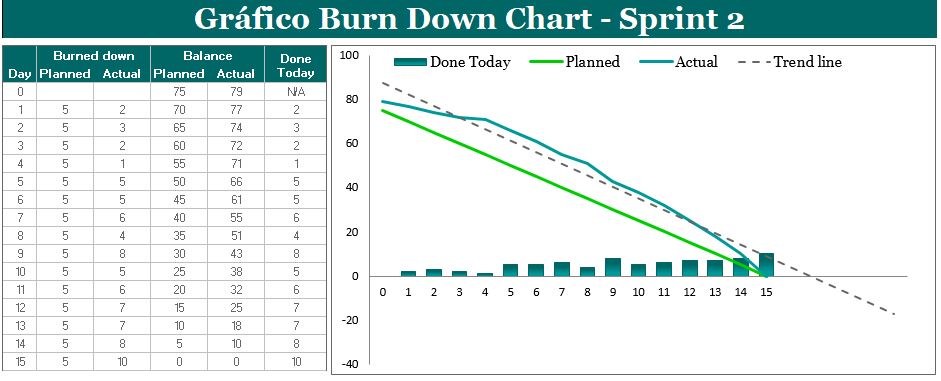 Gráfico Burn Down Chart - Sprint 2
Burned down Balance Done
Day Planned Actual Planned Actual Today
0 75 79 N/A
1 5 2 70 77 2
2 5 3 65 74 3
3 5 2 60 72 2
4 5 1 55 71 1
5 5 5 50 66 5
6 5 5 45 61 5
7 5 6 40 55 6
8 5 4 35 51 4
9 5 8 30 43 8
10 5 5 25 38 5
11 5 6 20 32 6
12 5 7 15 25 7
13 5 7 10 18 7
14 5 8 5 10 8
15 5 10 0 0 10
Done Today Planned Actual Trend line
100
80
60
40
20
0
-20
-40
0 1 2 3 4 5 6 7 8 9 10 11 12 13 14 15